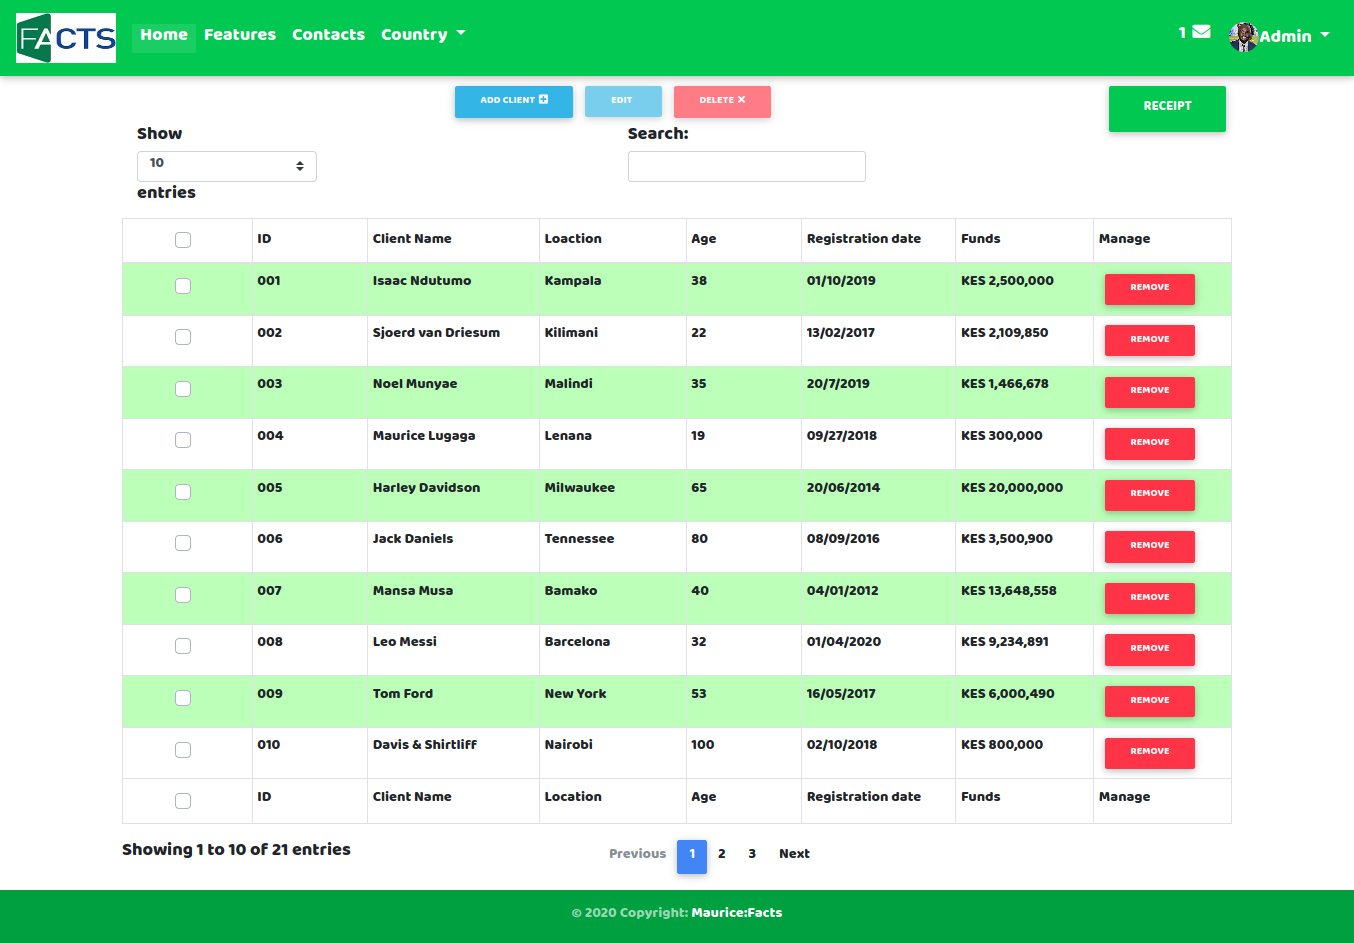 FACTS Home Features Contacts Country 1 Admin
ADD CLIENT EDIT DELETE RECEIPT
Show Search:
10
entries
ID Client Name Loaction Age Registration date Funds Manage
001 Isaac Ndutumo Kampala 38 01/10/2019 KES 2,500,000 REMOVE
002 Sjoerd van Driesum Kilimani 22 13/02/2017 KES 2,109,850 REMOVE
003 Noel Munyae Malindi 35 20/7/2019 KES 1,466,678 REMOVE
004 Maurice Lugaga Lenana 19 09/27/2018 KES 300,000 REMOVE
005 Harley Davidson Milwaukee 65 20/06/2014 KES 20,000,000 REMOVE
006 Jack Daniels Tennessee 80 08/09/2016 KES 3,500,900 REMOVE
007 Mansa Musa Bamako 40 04/01/2012 KES 13,648,558 REMOVE
008 Leo Messi Barcelona 32 01/04/2020 KES 9,234,891 REMOVE
009 Tom Ford New York 53 16/05/2017 KES 6,000,490 REMOVE
010 Davis & Shirtliff Nairobi 100 02/10/2018 KES 800,000 REMOVE
ID Client Name Location Age Registration date Funds Manage
Showing 1 to 10 of 21 entries Previous 1 2 3 Next
© 2020 Copyright: Maurice:Facts